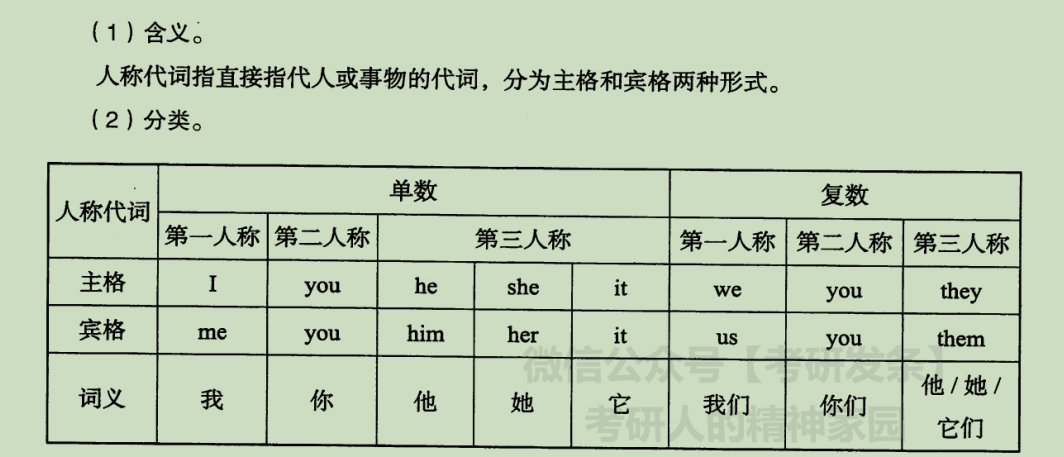 （1）含义。
人称代词指直接指代人或事物的代词，分为主格和宾格两种形式。
（2）分类。
人称代词 单数 复数
第一人称 第二人称 第三人称 第一人称 第二人称 第三人称
主格 I you he she it we you they
宾格 me you him her it us you them
词义 我 你 他 她 它 我们 你们 他 / 她 /
它们
微信公众号【考研发条】
考研人的精神家园